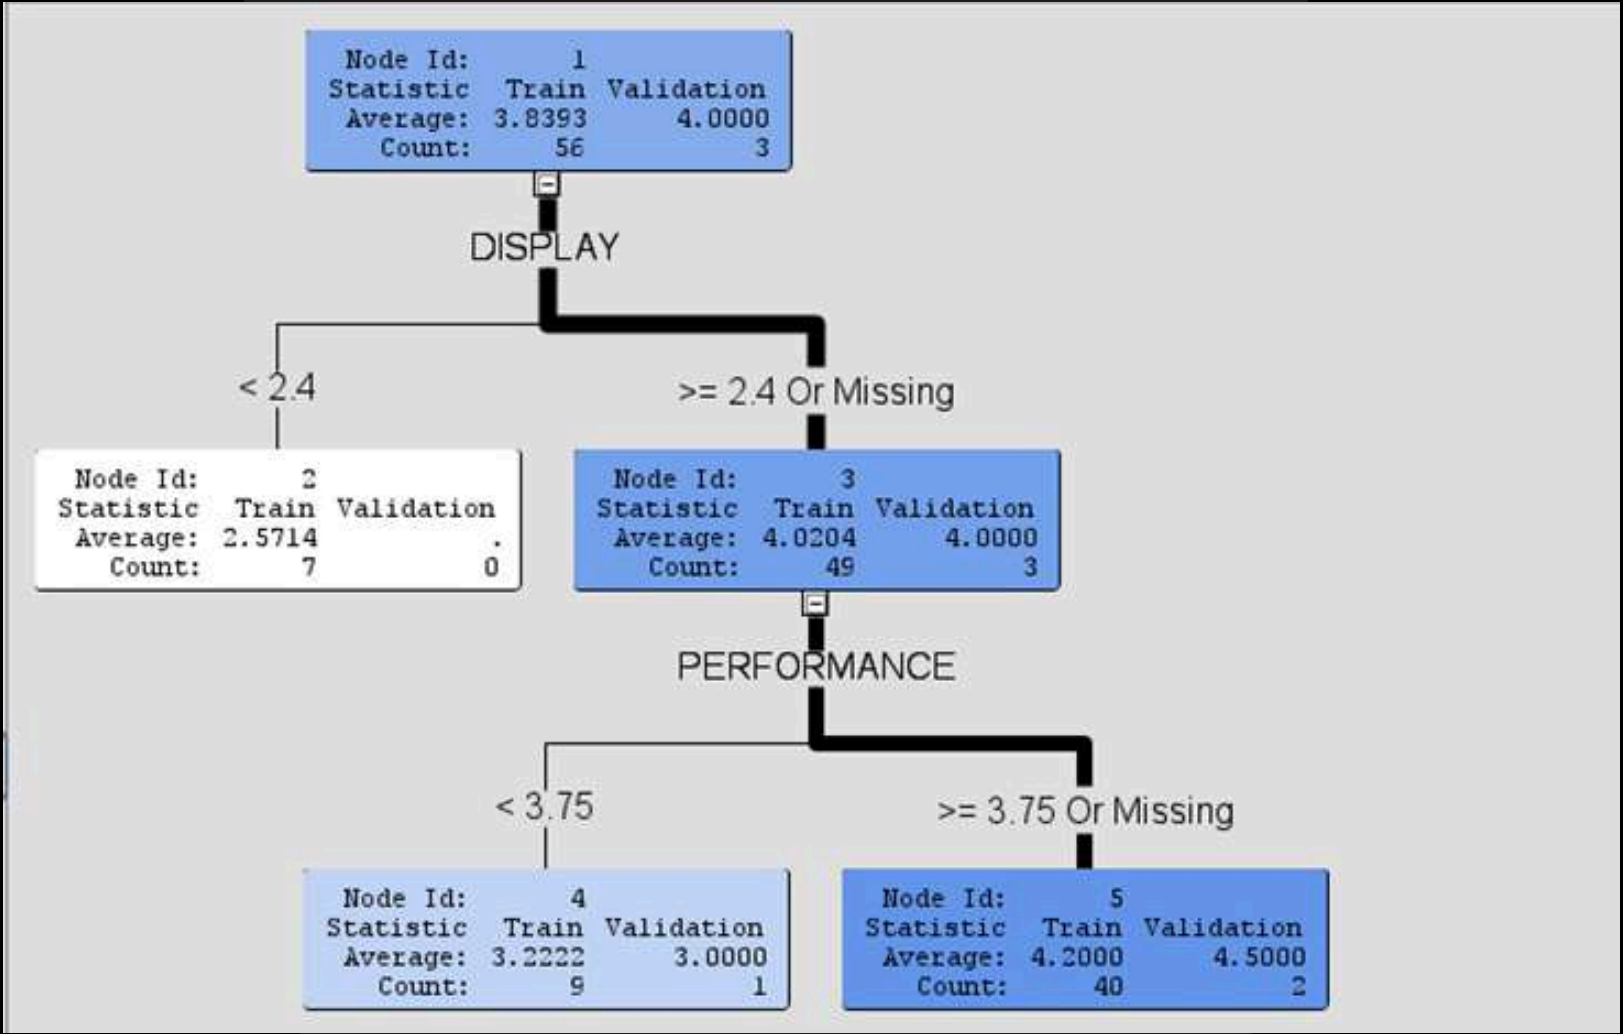 Node Id: 1
Statistic Train Validation
Average: 3.8393 4.0000
Count: 56 3
DISPLAY
< 2.4
>= 2.4 Or Missing
Node Id: 2
Statistic Train Validation
Average: 2.5714 .
Count: 7 0
Node Id: 3
Statistic Train Validation
Average: 4.0204 4.0000
Count: 49 3
PERFORMANCE
< 3.75
>= 3.75 Or Missing
Node Id: 4
Statistic Train Validation
Average: 3.2222 3.0000
Count: 9 1
Node Id: 5
Statistic Train Validation
Average: 4.2000 4.5000
Count: 40 2